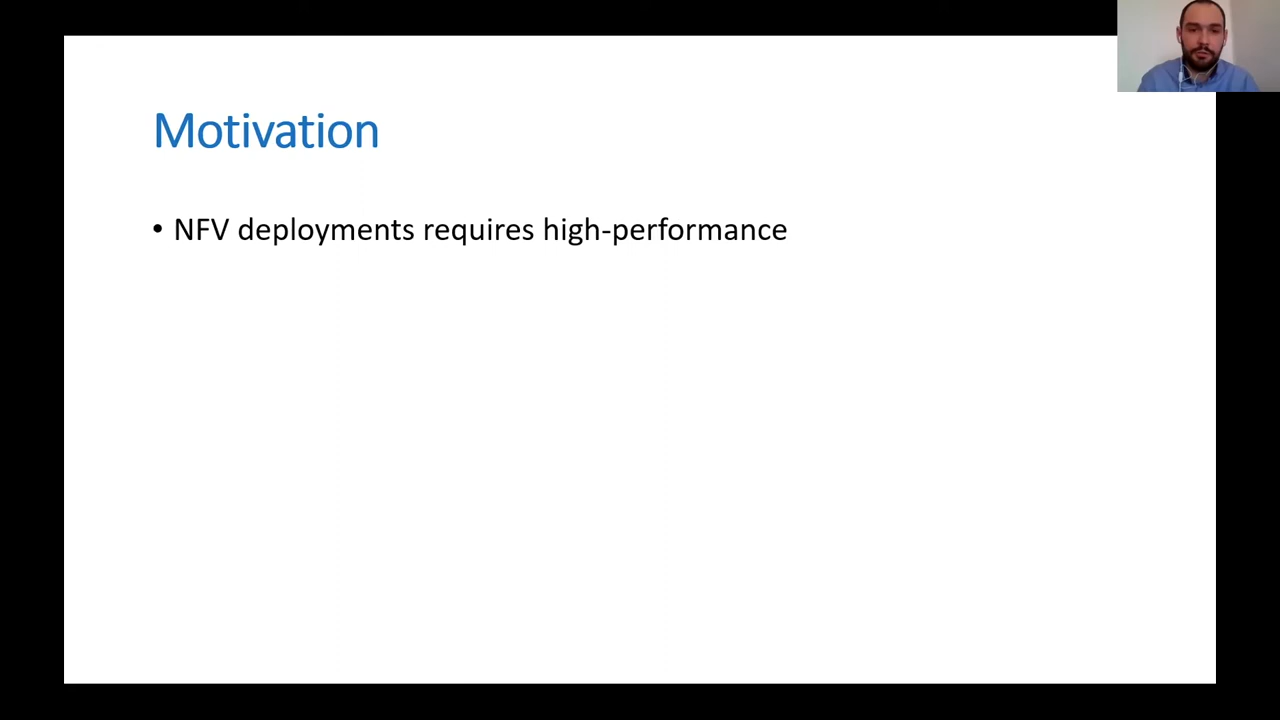 Motivation
• NFV deployments requires high-performance